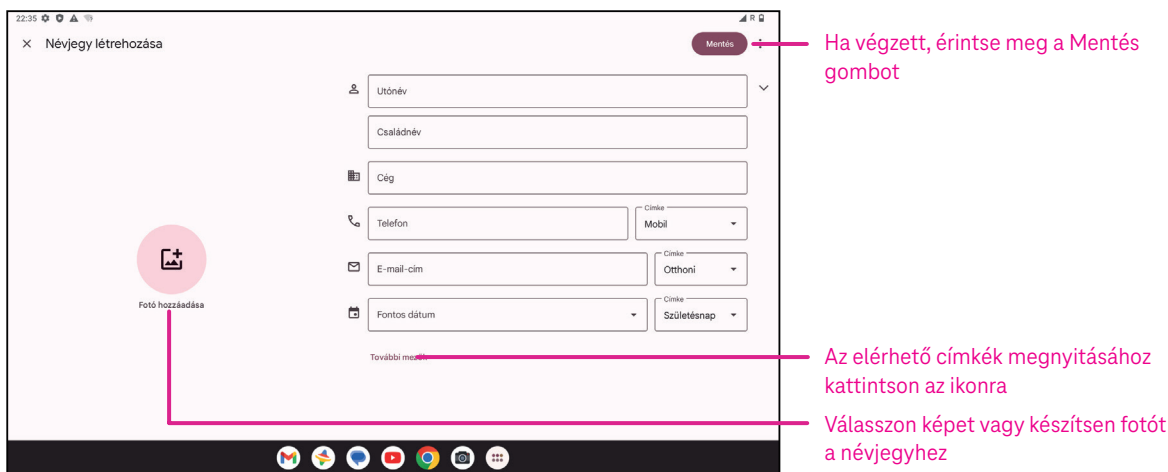 22:35
R
Névjegy létrehozása
Mentés
Ha végzett, érintse meg a Mentés
gombot
Utónév
Családnév
Cég
Telefon
Címke
Mobil
E-mail-cím
Címke
Otthoni
Fotó hozzáadása
Fontos dátum
Címke
Születésnap
További mezők
Az elérhető címkék megnyitásához
kattintson az ikonra
Válasszon képet vagy készítsen fotót
a névjegyhez